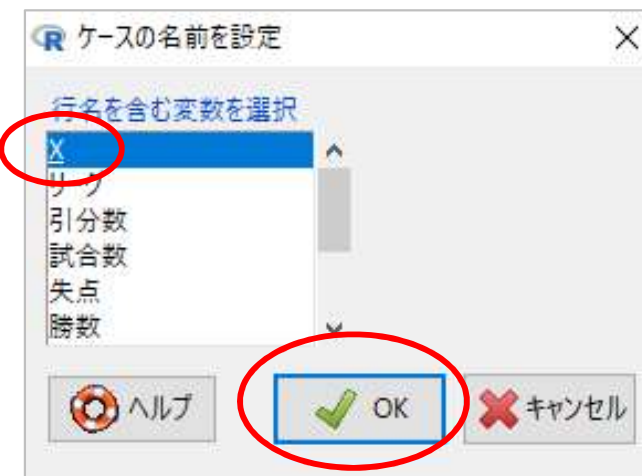 R ケースの名前を設定
行名を含む変数を選択
X
リーグ
引分数
試合数
失点
勝数
ヘルプ OK キャンセル